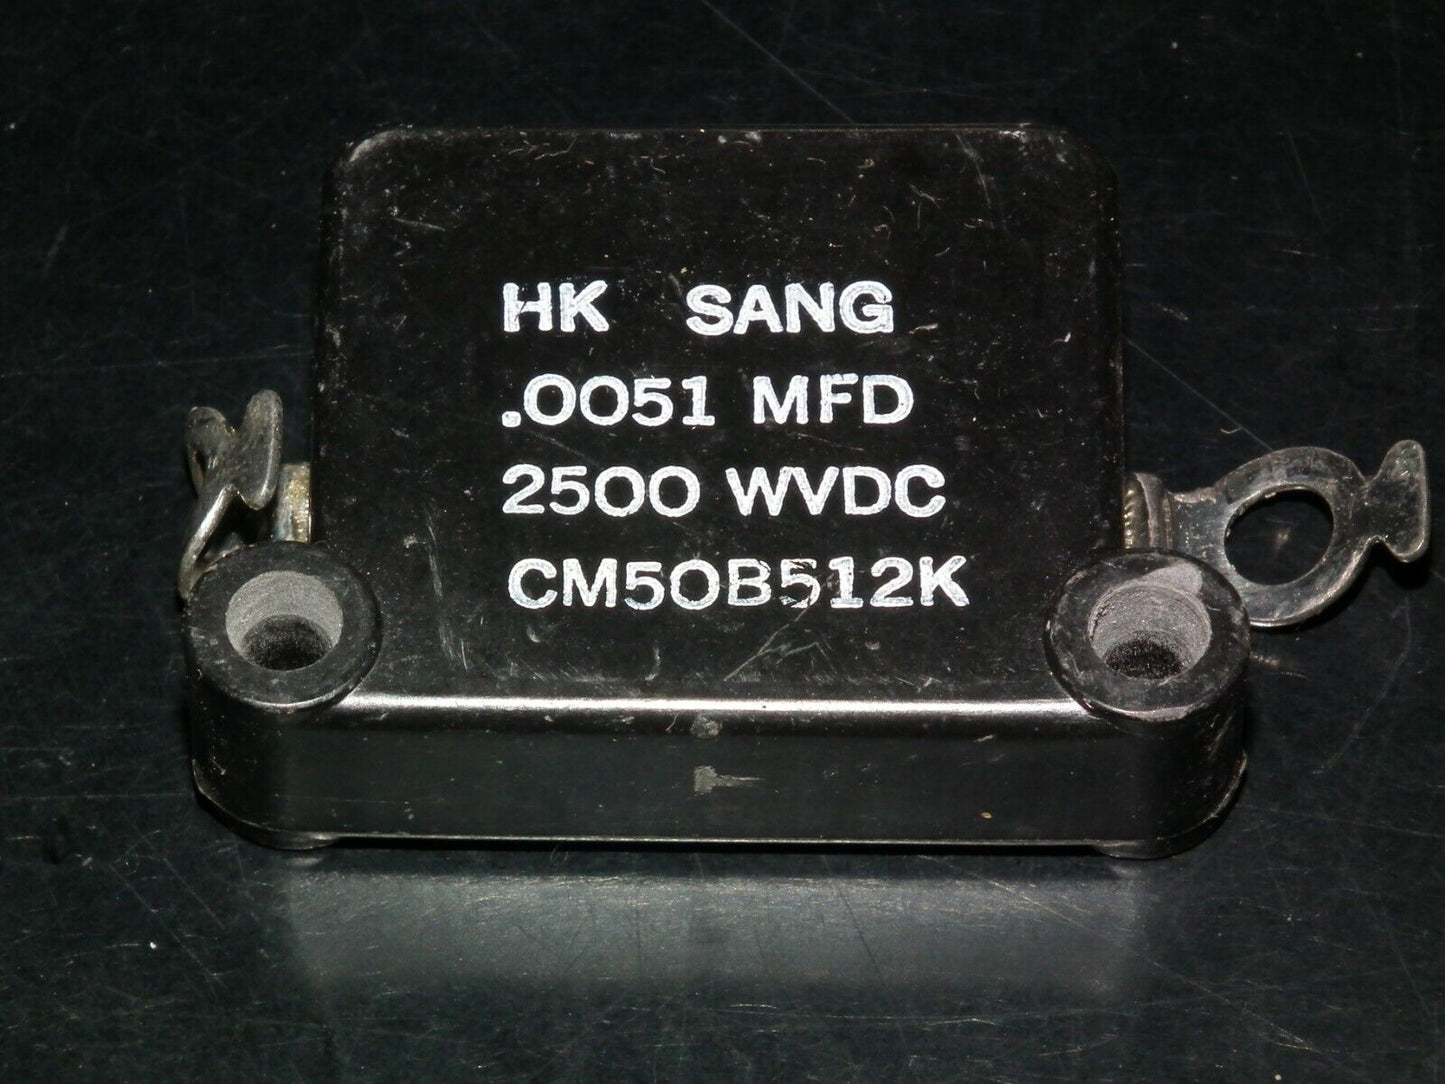 HK SANG
.0051 MFD
2500 WVDC
CM50B512K